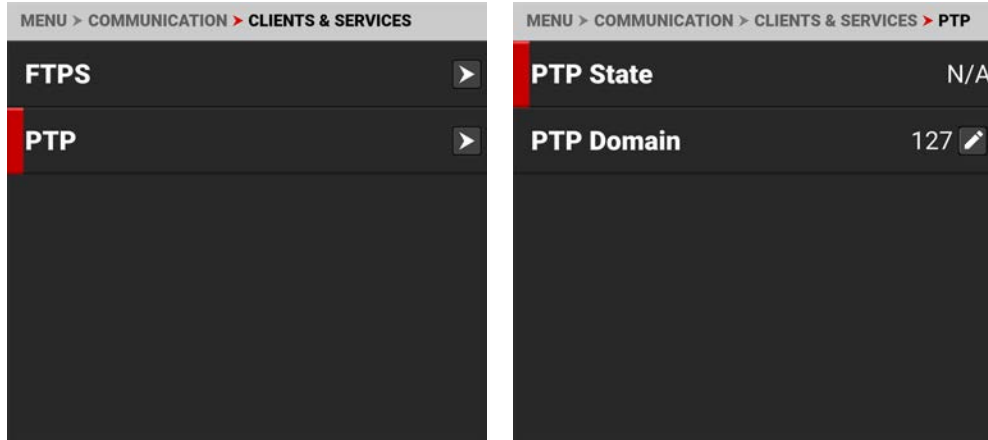 MENU > COMMUNICATION > CLIENTS & SERVICES
FTPS
PTP
MENU > COMMUNICATION > CLIENTS & SERVICES > PTP
PTP State N/A
PTP Domain 127